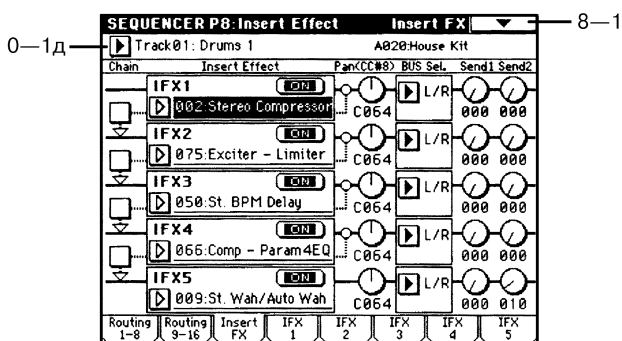 SEQUENCER P8:Insert Effect Insert FX 8—1
0—1д Track01: Drums 1 A020:House Kit
Chain Insert Effect Pan(CC#8) BUS Sel. Send1 Send2
IFX1 ON L/R
002:Stereo Compressor C064 000 000
IFX2 ON L/R
075:Exciter - Limiter C064 000 000
IFX3 ON L/R
050:St. BPM Delay C064 000 000
IFX4 ON L/R
066:Comp - Param4EQ C064 000 000
IFX5 ON L/R
009:St. Wah/Auto Wah C064 000 010
Routing 1-8 Routing 9-16 Insert FX IFX 1 IFX 2 IFX 3 IFX 4 IFX 5